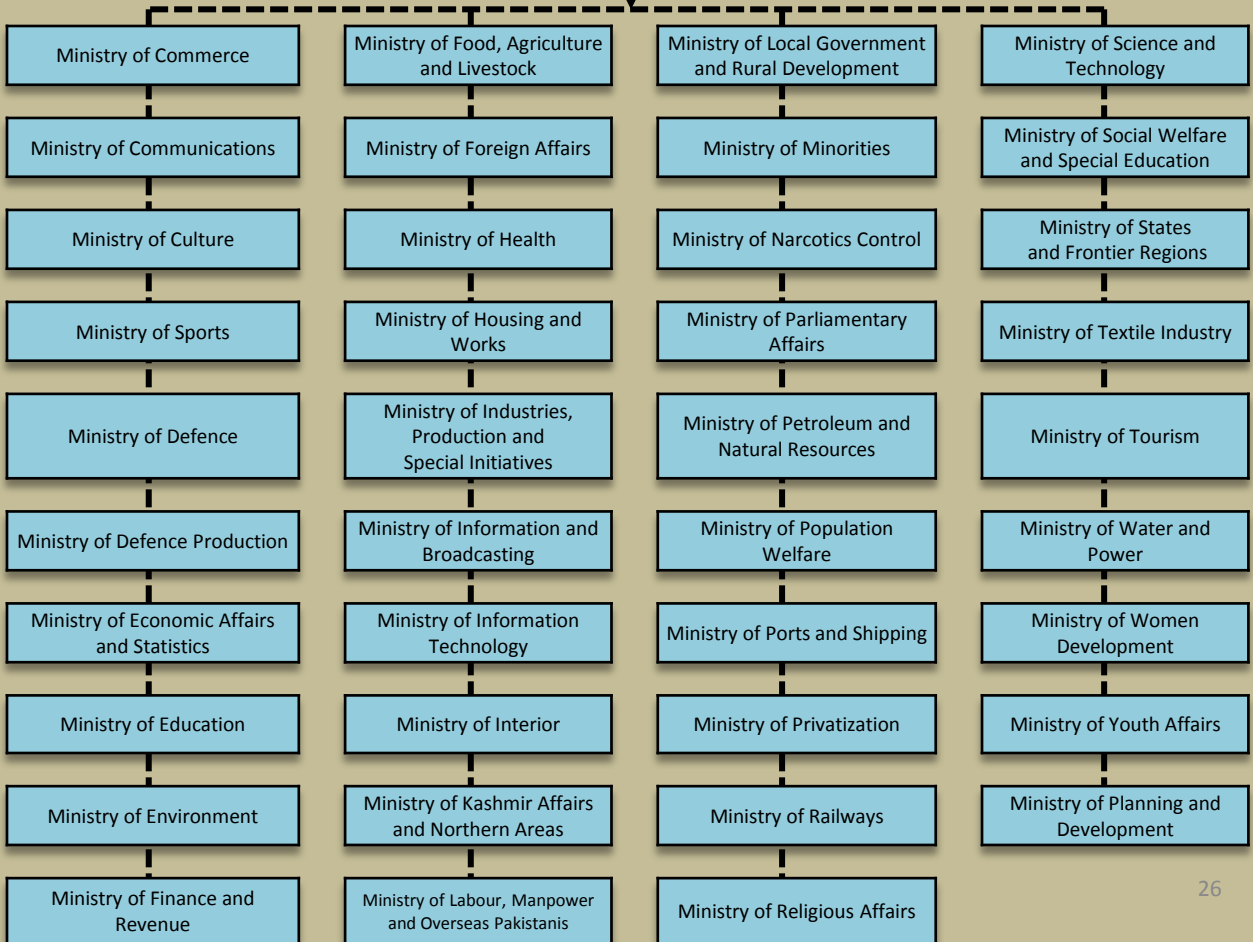 Ministry of Commerce
Ministry of Communications
Ministry of Culture
Ministry of Sports
Ministry of Defence
Ministry of Defence Production
Ministry of Economic Affairs
and Statistics
Ministry of Education
Ministry of Environment
Ministry of Finance and
Revenue
Ministry of Food, Agriculture
and Livestock
Ministry of Foreign Affairs
Ministry of Health
Ministry of Housing and
Works
Ministry of Industries,
Production and
Special Initiatives
Ministry of Information and
Broadcasting
Ministry of Information
Technology
Ministry of Interior
Ministry of Kashmir Affairs
and Northern Areas
Ministry of Labour, Manpower
and Overseas Pakistanis
Ministry of Local Government
and Rural Development
Ministry of Minorities
Ministry of Narcotics Control
Ministry of Parliamentary
Affairs
Ministry of Petroleum and
Natural Resources
Ministry of Population
Welfare
Ministry of Ports and Shipping
Ministry of Privatization
Ministry of Railways
Ministry of Religious Affairs
Ministry of Science and
Technology
Ministry of Social Welfare
and Special Education
Ministry of States
and Frontier Regions
Ministry of Textile Industry
Ministry of Tourism
Ministry of Water and
Power
Ministry of Women
Development
Ministry of Youth Affairs
Ministry of Planning and
Development
26